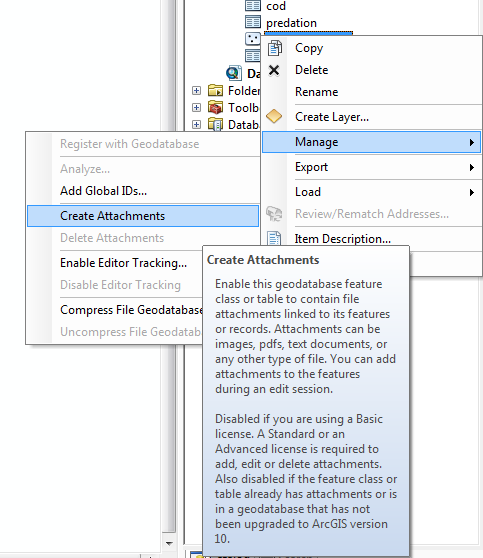 cod
predation
Da
Folder
Toolb
Databa
Copy
Delete
Rename
Create Layer...
Manage
Export
Load
Review/Rematch Addresses...
Item Description...
Register with Geodatabase
Analyze...
Add Global IDs...
Create Attachments
Delete Attachments
Enable Editor Tracking...
Disable Editor Tracking
Compress File Geodatabase
Uncompress File Geodatab
Create Attachments
Enable this geodatabase feature
class or table to contain file
attachments linked to its features
or records. Attachments can be
images, pdfs, text documents, or
any other type of file. You can add
attachments to the features
during an edit session.
Disabled if you are using a Basic
license. A Standard or an
Advanced license is required to
add, edit or delete attachments.
Also disabled if the feature class or
table already has attachments or is
in a geodatabase that has not
been upgraded to ArcGIS version
10.